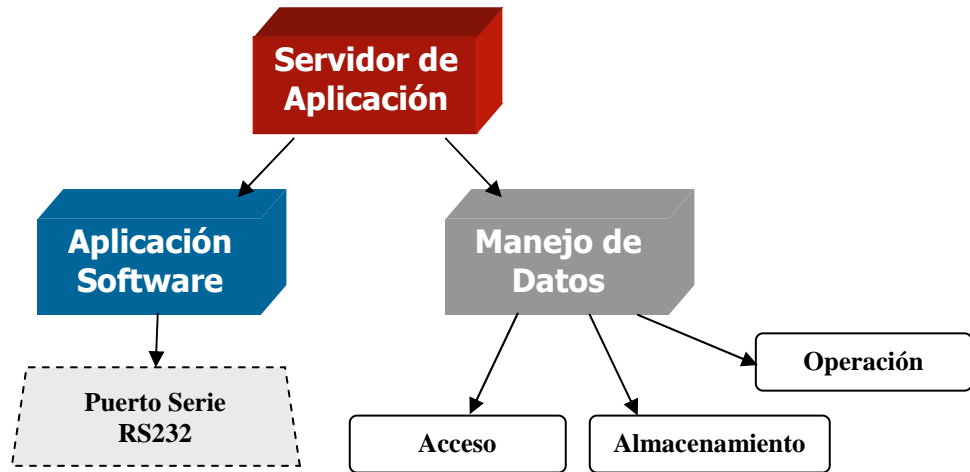 Servidor de
Aplicación
Aplicación
Software
Manejo de
Datos
Operación
Puerto Serie
RS232
Acceso
Almacenamiento